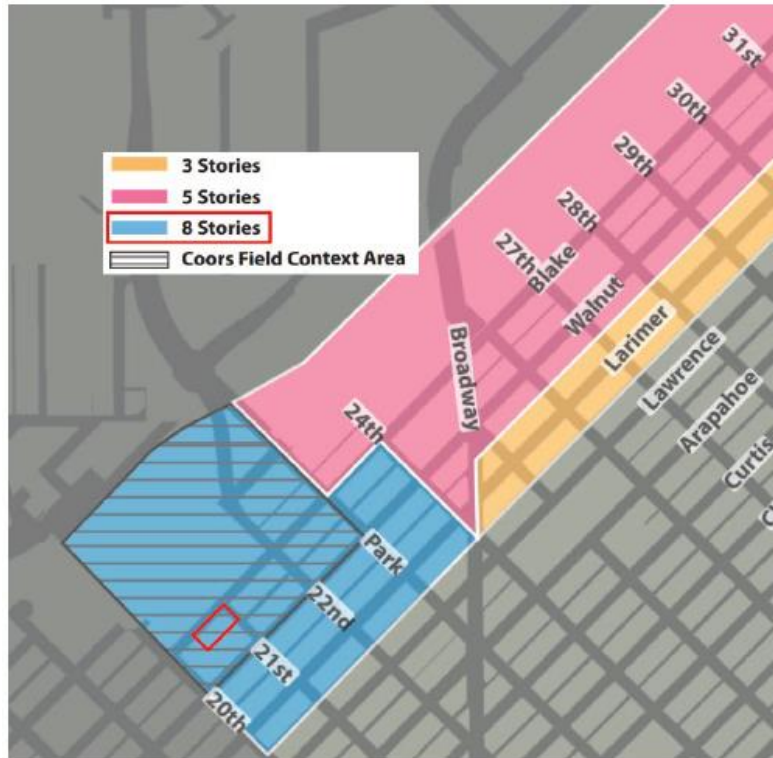 31st
30th
29th
28th
27th
Blake
Walnut
Larimer
Lawrence
Arapahoe
Curtis
C
Broadway
24th
Park
22nd
21st
20th
3 Stories
5 Stories
8 Stories
Coors Field Context Area